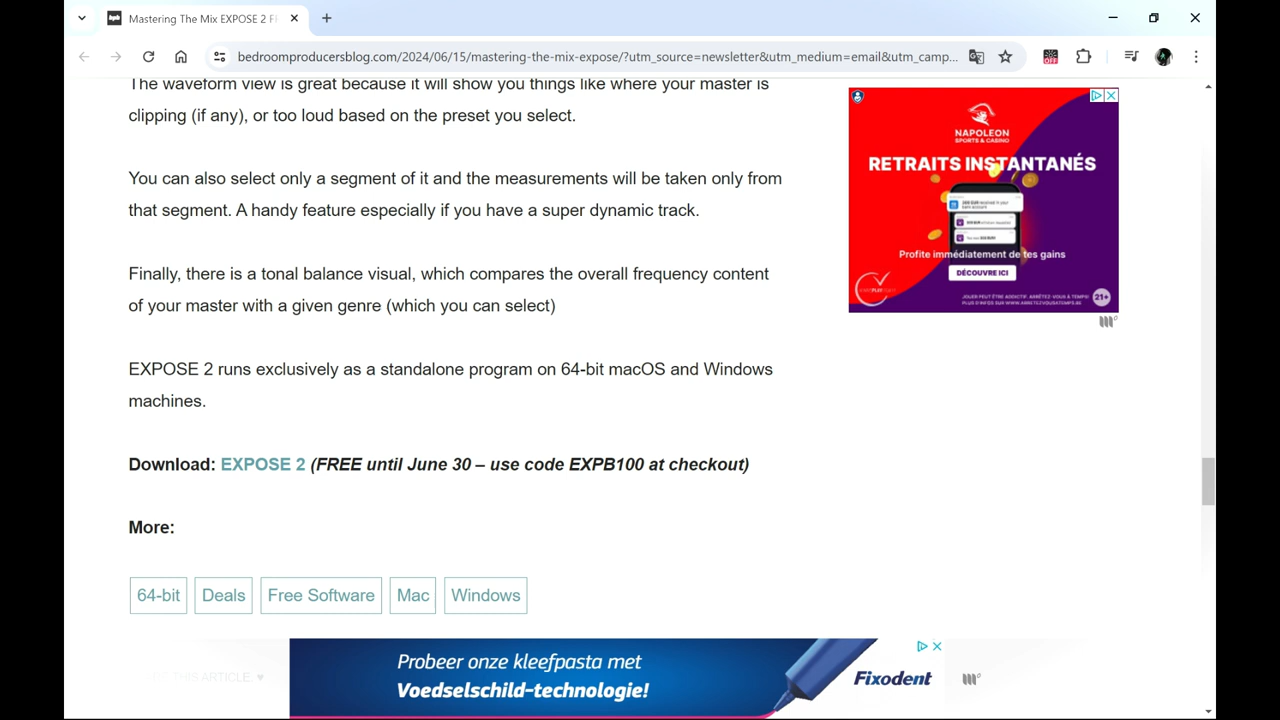 Mastering The Mix EXPOSE 2 F
bedroomproducersblog.com/2024/06/15/mastering-the-mix-expose/?utm_source=newsletter&utm_medium=email&utm_camp...
OFF
The waveform view is great because it will show you things like where your master is
clipping (if any), or too loud based on the preset you select.
You can also select only a segment of it and the measurements will be taken only from
that segment. A handy feature especially if you have a super dynamic track.
Finally, there is a tonal balance visual, which compares the overall frequency content
of your master with a given genre (which you can select)
EXPOSE 2 runs exclusively as a standalone program on 64-bit macOS and Windows
machines.
Download: EXPOSE 2 (FREE until June 30 – use code EXPB100 at checkout)
More:
64-bit Deals Free Software Mac Windows
THIS ARTICLE. ♥
NAPOLEON
SPORTS & CASINO
RETRAITS INSTANTANÉS
Profite immédiatement de tes gains
DÉCOUVRE ICI
21+
Probeer onze kleefpasta met
Voedselschild-technologie!
Fixodent